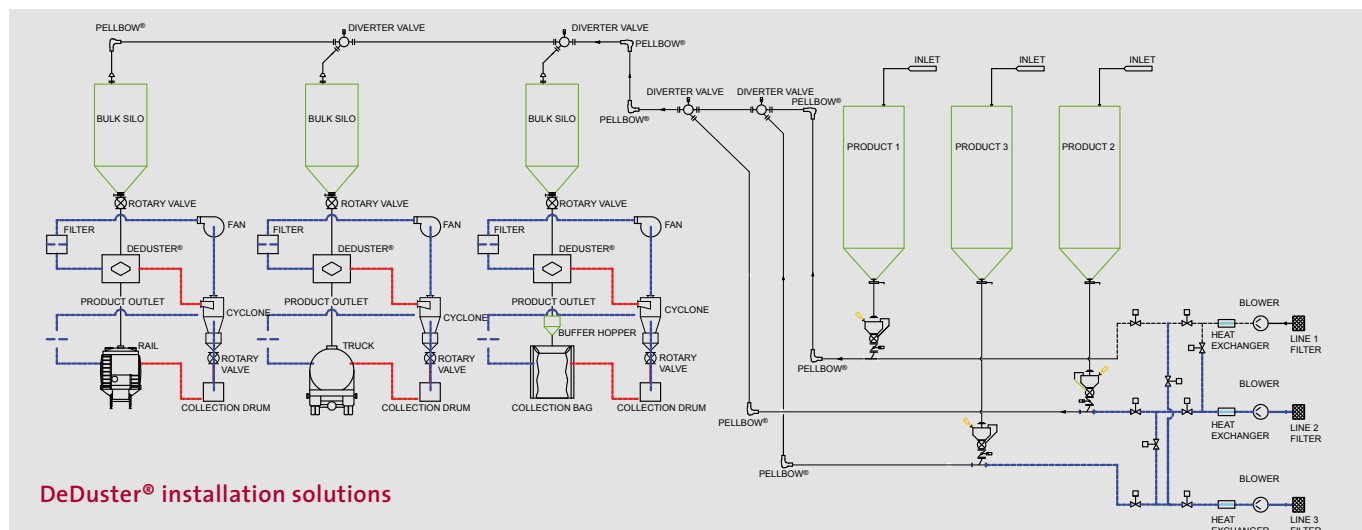 PELLBOW®
DIVERTER VALVE
DIVERTER VALVE
PELLBOW®
INLET
INLET
INLET
DIVERTER VALVE
DIVERTER VALVE
PELLBOW®
PELLBOW®
BULK SILO
BULK SILO
BULK SILO
PRODUCT 1
PRODUCT 3
PRODUCT 2
ROTARY VALVE
ROTARY VALVE
ROTARY VALVE
FILTER
FAN
FILTER
FAN
FILTER
FAN
DEDUSTER®
DEDUSTER®
DEDUSTER®
PRODUCT OUTLET
CYCLONE
PRODUCT OUTLET
CYCLONE
PRODUCT OUTLET
CYCLONE
BUFFER HOPPER
RAIL
ROTARY
VALVE
TRUCK
ROTARY
VALVE
ROTARY
VALVE
COLLECTION DRUM
COLLECTION DRUM
COLLECTION BAG
COLLECTION DRUM
PELLBOW®
PELLBOW®
PELLBOW®
BLOWER
HEAT
EXCHANGER
LINE 1
FILTER
BLOWER
HEAT
EXCHANGER
LINE 2
FILTER
BLOWER
HEAT
EXCHANGER
LINE 3
FILTER
DeDuster® installation solutions